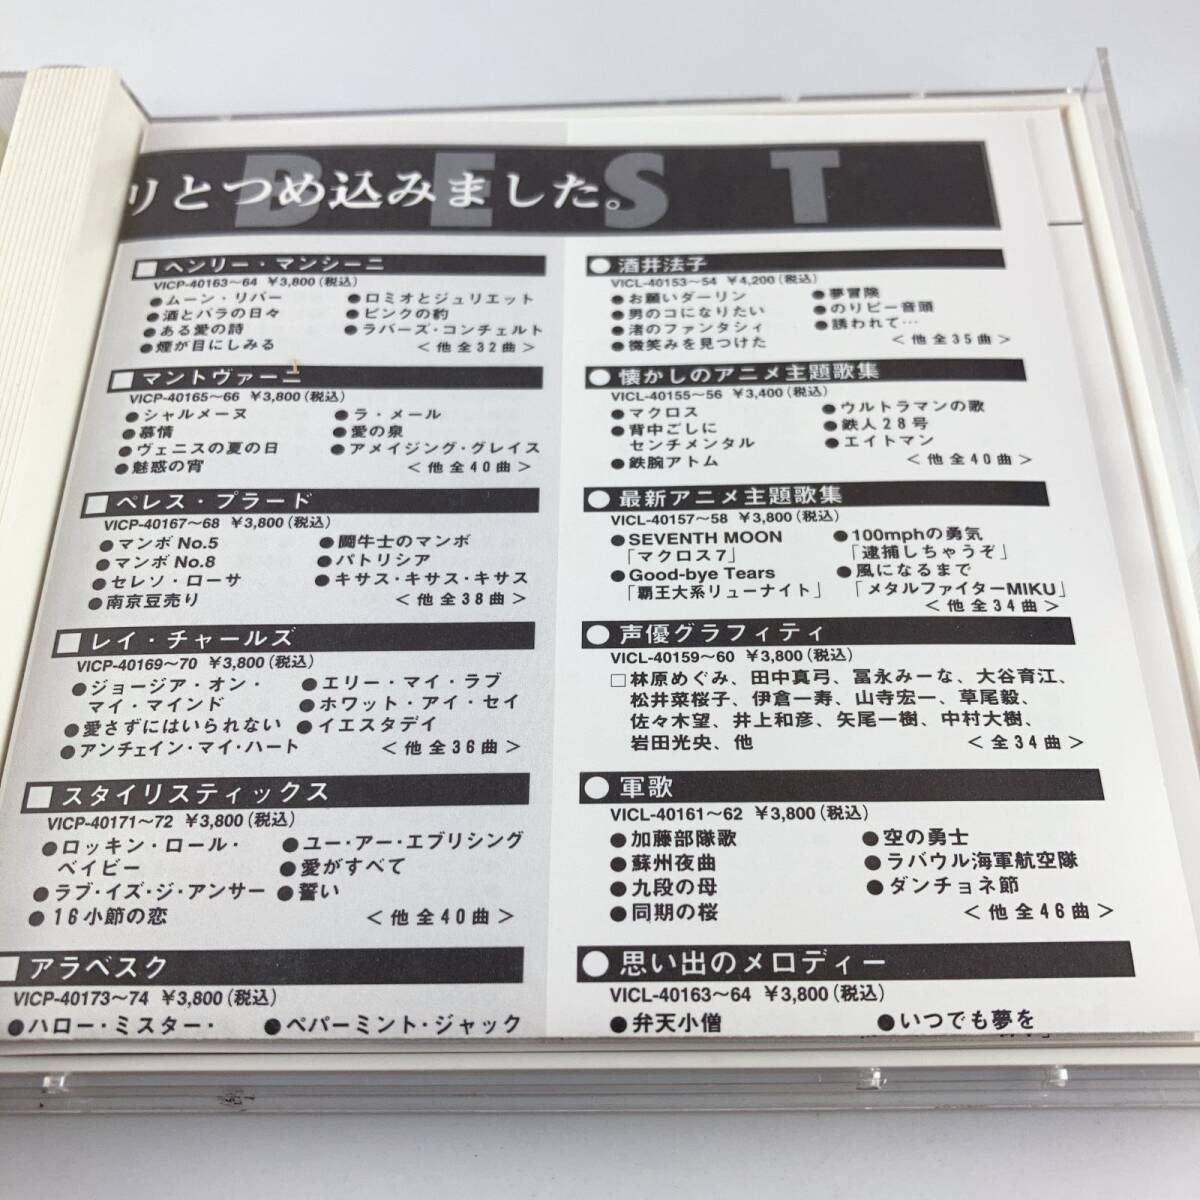 BEST
リとつめ込みました。
ヘンリー・マンシーニ
VICP-40163〜64 ¥3,800(税込)
●ムーン・リバー
●酒とバラの日々
●ある愛の詩
●煙が目にしみる
●ロミオとジュリエット
●ピンクの豹
●ラバーズ・コンチェルト
<他全32曲>
マントヴァーニ
VICP-40165〜66 ¥3,800(税込)
●シャルメーヌ
●慕情
●ヴェニスの夏の日
●魅惑の宵
●ラ・メール
●愛の泉
●アメイジング・グレイス
<他全40曲>
ペレス・プラード
VICP-40167〜68 ¥3,800(税込)
●マンボ No.5
●マンボ No.8
●セレソ・ローサ
●南京豆売り
●闘牛士のマンボ
●パトリシア
●キサス・キサス・キサス
<他全38曲>
レイ・チャールズ
VICP-40169〜70 ¥3,800(税込)
●ジョージア・オン・
マイ・マインド
●愛さずにはいられない
●アンチェイン・マイ・ハート
●エリー・マイ・ラブ
●ホワット・アイ・セイ
●イエスタデイ
<他全36曲>
スタイリスティックス
VICP-40171〜72 ¥3,800(税込)
●ロッキン・ロール・
ベイビー
●ラブ・イズ・ジ・アンサー
●16小節の恋
●ユー・アー・エブリシング
●愛がすべて
●誓い
<他全40曲>
アラベスク
VICP-40173〜74 ¥3,800(税込)
●ハロー・ミスター・
●ペパーミント・ジャック
●酒井法子
VICL-40153〜54 ¥4,200(税込)
●お願いダーリン
●男のコになりたい
●渚のファンタシィ
●微笑みを見つけた
●夢冒険
●のりピー音頭
●誘われて…
<他全35曲>
●懐かしのアニメ主題歌集
VICL-40155〜56 ¥3,400(税込)
●マクロス
●背中ごしに
センチメンタル
●鉄腕アトム
●ウルトラマンの歌
●鉄人28号
●エイトマン
<他全40曲>
●最新アニメ主題歌集
VICL-40157〜58 ¥3,800(税込)
●SEVENTH MOON
「マクロス7」
●Good-bye Tears
「覇王大系リューナイト」
●100mphの勇気
「逮捕しちゃうぞ」
●風になるまで
「メタルファイターMIKU」
<他全34曲>
●声優グラフィティ
VICL-40159〜60 ¥3,800(税込)
□林原めぐみ、田中真弓、冨永みーな、大谷育江、
松井菜桜子、伊倉一寿、山寺宏一、草尾毅、
佐々木望、井上和彦、矢尾一樹、中村大樹、
岩田光央、他
<全34曲>
●軍歌
VICL-40161〜62 ¥3,800(税込)
●加藤部隊歌
●蘇州夜曲
●九段の母
●同期の桜
●空の勇士
●ラバウル海軍航空隊
●ダンチョネ節
<他全46曲>
●思い出のメロディー
VICL-40163〜64 ¥3,800(税込)
●弁天小僧
●いつでも夢を